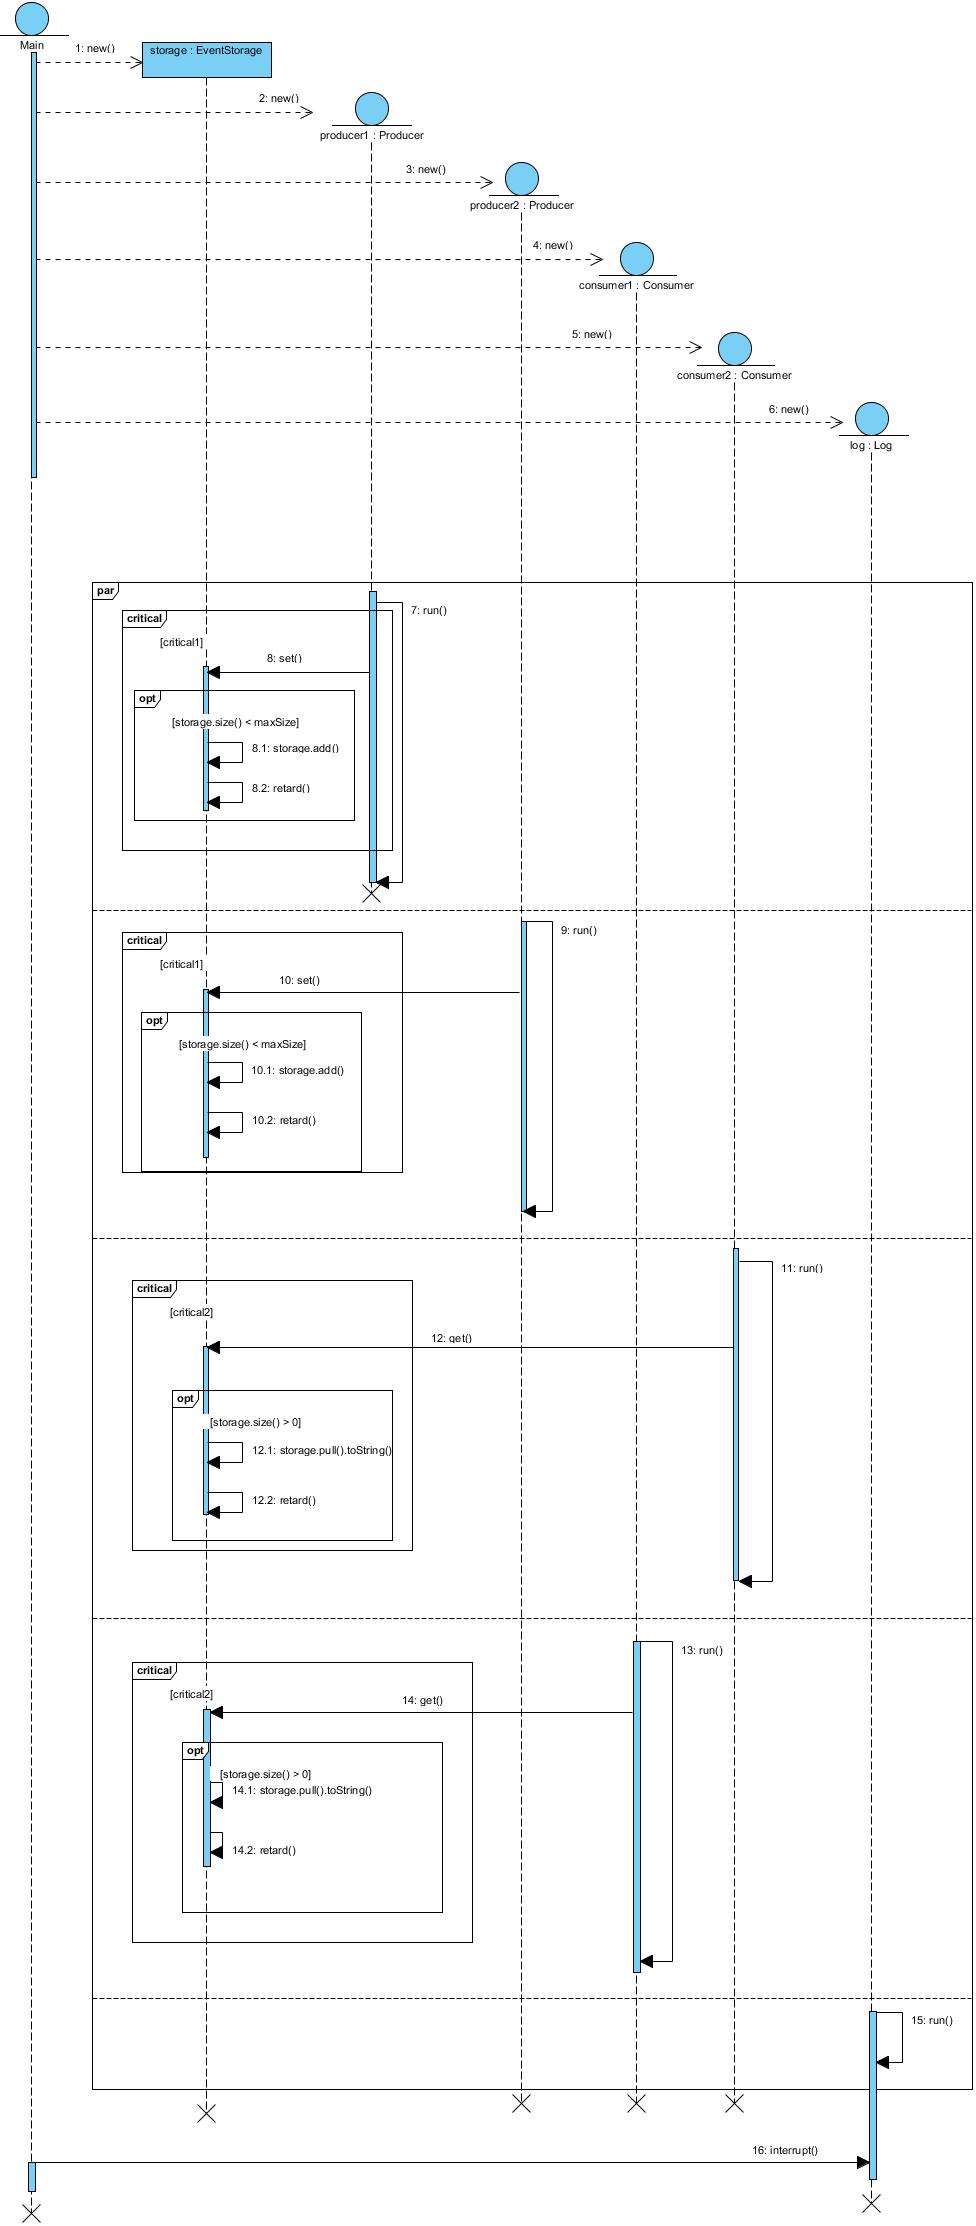 Main
1: new()
storage : EventStorage
2: new()
producer1 : Producer
3: new()
producer2 : Producer
4: new()
consumer1 : Consumer
5: new()
consumer2 : Consumer
6: new()
log : Log
par
7: run()
critical
[critical1]
8: set()
opt
[storage.size() < maxSize]
8.1: storage.add()
8.2: retard()
9: run()
critical
[critical1]
10: set()
opt
[storage.size() < maxSize]
10.1: storage.add()
10.2: retard()
11: run()
critical
[critical2]
12: get()
opt
[storage.size() > 0]
12.1: storage.pull().toString()
12.2: retard()
13: run()
critical
[critical2]
14: get()
opt
[storage.size() > 0]
14.1: storage.pull().toString()
14.2: retard()
15: run()
16: interrupt()